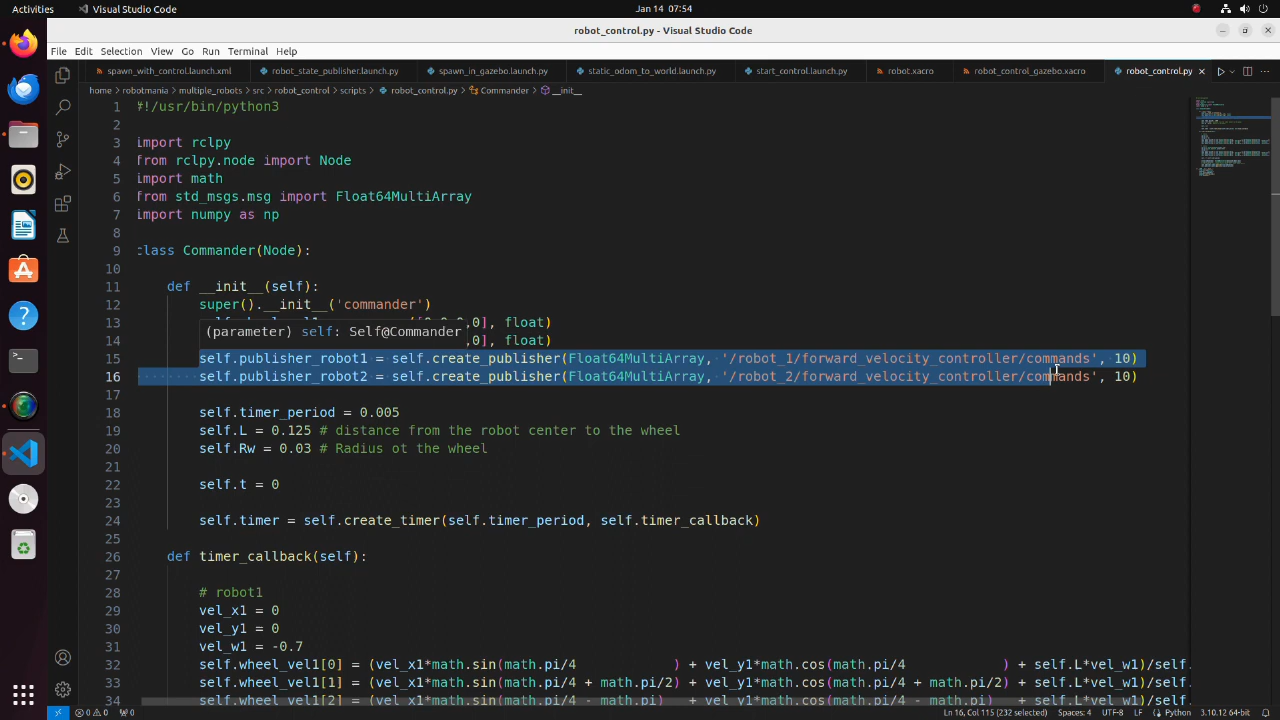 Activities
Visual Studio Code
Jan 14 07:54
robot_control.py - Visual Studio Code
File Edit Selection View Go Run Terminal Help
spawn_with_control.launch.xml robot_state_publisher.launch.py spawn_in_gazebo.launch.py static_odom_to_world.launch.py start_control.launch.py robot.xacro robot_control_gazebo.xacro robot_control.py
home > robotmania > multiple_robots > src > robot_control > scripts > robot_control.py > Commander > __init__
1 #!/usr/bin/python3
2
3 import rclpy
4 from rclpy.node import Node
5 import math
6 from std_msgs.msg import Float64MultiArray
7 import numpy as np
8
9 class Commander(Node):
10
11 def __init__(self):
12 super().__init__('commander')
13 0], float)
(parameter) self: Self@Commander
14 ,0], float)
15 self.publisher_robot1 = self.create_publisher(Float64MultiArray, '/robot_1/forward_velocity_controller/commands', 10)
16 self.publisher_robot2 = self.create_publisher(Float64MultiArray, '/robot_2/forward_velocity_controller/commands', 10)
17
18 self.timer_period = 0.005
19 self.L = 0.125 # distance from the robot center to the wheel
20 self.Rw = 0.03 # Radius ot the wheel
21
22 self.t = 0
23
24 self.timer = self.create_timer(self.timer_period, self.timer_callback)
25
26 def timer_callback(self):
27
28 # robot1
29 vel_x1 = 0
30 vel_y1 = 0
31 vel_w1 = -0.7
32 self.wheel_vel1[0] = (vel_x1*math.sin(math.pi/4 ) + vel_y1*math.cos(math.pi/4 ) + self.L*vel_w1)/self.
33 self.wheel_vel1[1] = (vel_x1*math.sin(math.pi/4 + math.pi/2) + vel_y1*math.cos(math.pi/4 + math.pi/2) + self.L*vel_w1)/self.
34 self.wheel_vel1[2] = (vel_x1*math.sin(math.pi/4 - math.pi) + vel_y1*math.cos(math.pi/4 - math.pi) + self.L*vel_w1)/self.
0 0 0 Ln 16, Col 115 (232 selected) Spaces: 4 UTF-8 LF Python 3.10.12 64-bit